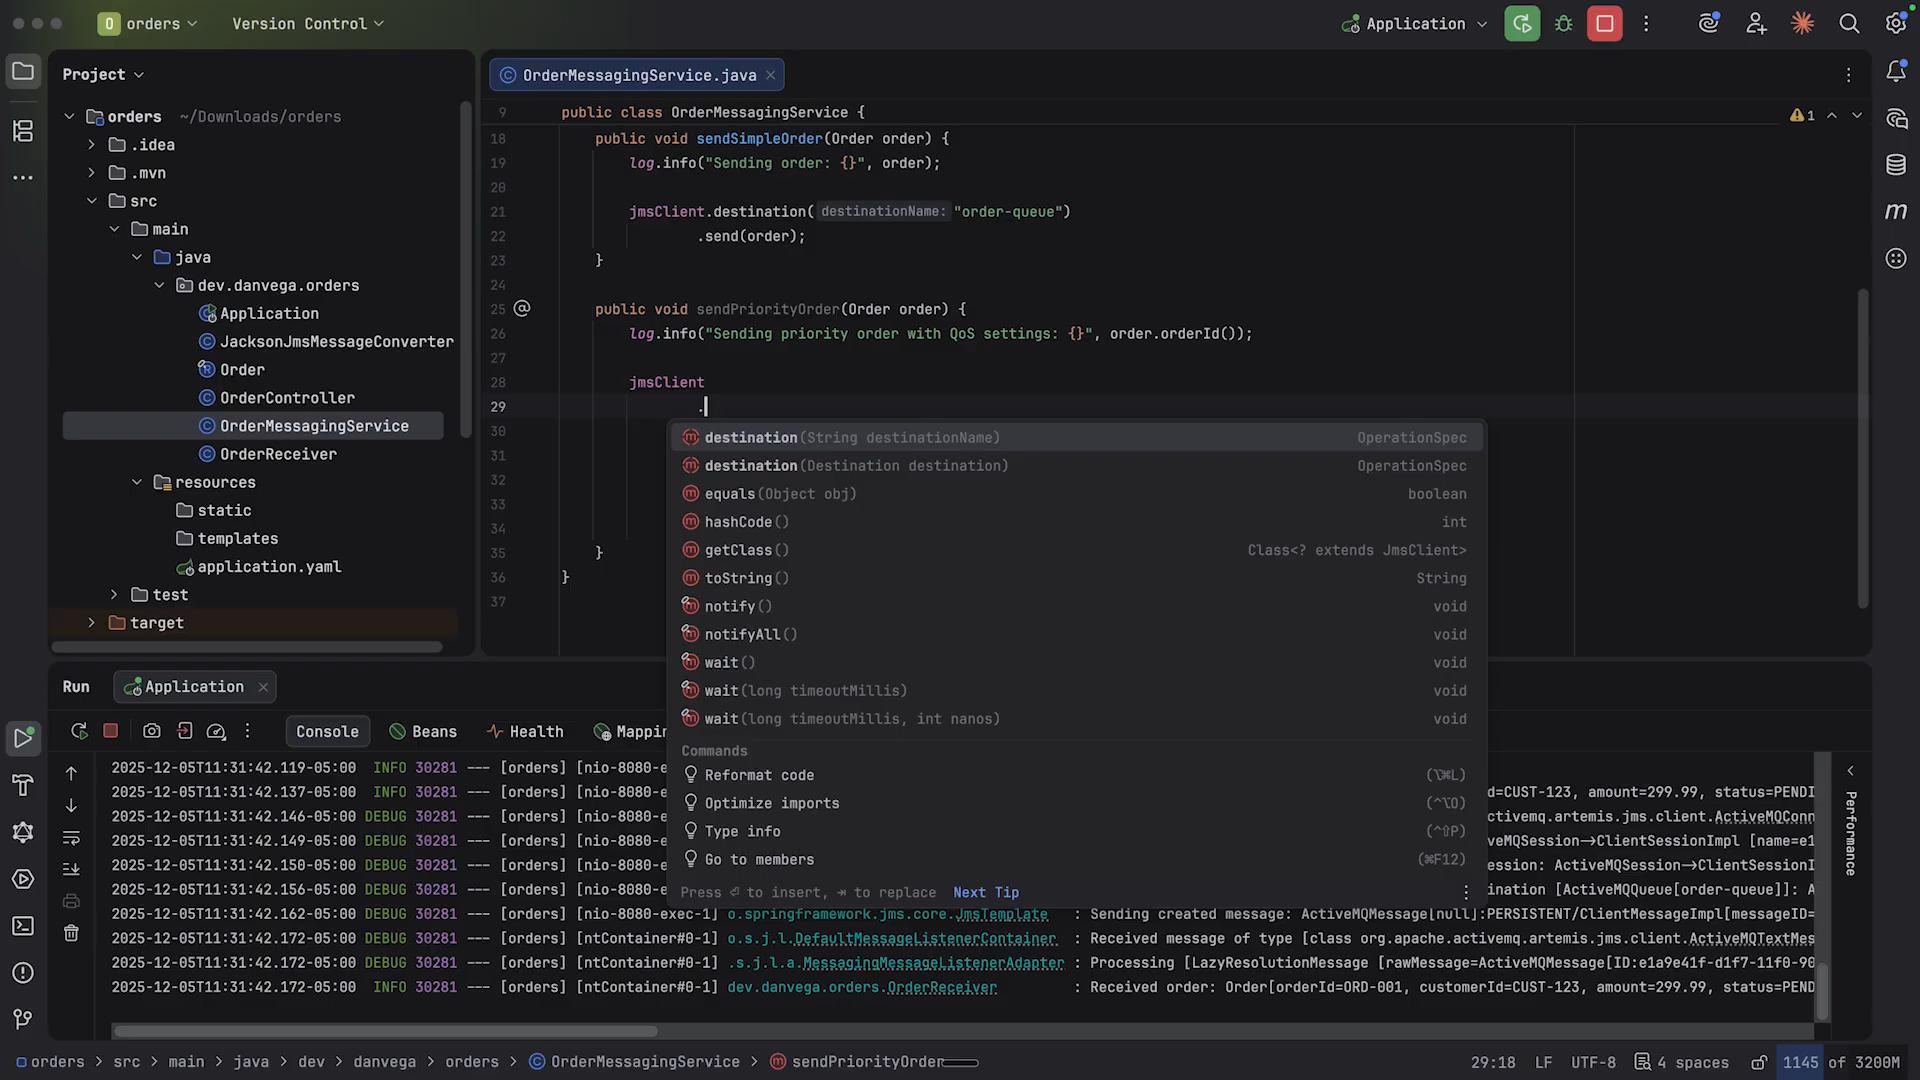 O orders
Version Control
Application
Project
orders ~/Downloads/orders
.idea
.mvn
src
main
java
dev.danvega.orders
Application
JacksonJmsMessageConverter
Order
OrderController
OrderMessagingService
OrderReceiver
resources
static
templates
application.yaml
test
target
OrderMessagingService.java
9 public class OrderMessagingService {
1
18 public void sendSimpleOrder(Order order) {
19 log.info("Sending order: {}", order);
20
21 jmsClient.destination( destinationName: "order-queue")
22 .send(order);
23 }
24
25 @ public void sendPriorityOrder(Order order) {
26 log.info("Sending priority order with QoS settings: {}", order.orderId());
27
28 jmsClient
29 .
30
31
32
33
34
35 }
36 }
37
destination(String destinationName) OperationSpec
destination(Destination destination) OperationSpec
equals(Object obj) boolean
hashCode() int
getClass() Class<? extends JmsClient>
toString() String
notify() void
notifyAll() void
wait() void
wait(long timeoutMillis) void
wait(long timeoutMillis, int nanos) void
Commands
Reformat code (⌥⌘L)
Optimize imports (^⌥O)
Type info (^⇧P)
Go to members (⌘F12)
Press ⏎ to insert, ⇥ to replace Next Tip
Run Application
Console Beans Health Mappin
2025-12-05T11:31:42.119-05:00 INFO 30281 --- [orders] [nio-8080-e
2025-12-05T11:31:42.137-05:00 INFO 30281 --- [orders] [nio-8080-e d=CUST-123, amount=299.99, status=PENDI
2025-12-05T11:31:42.146-05:00 DEBUG 30281 --- [orders] [nio-8080-e ctivemq.artemis.jms.client.ActiveMQConn
2025-12-05T11:31:42.149-05:00 DEBUG 30281 --- [orders] [nio-8080-e ActiveMQSession->ClientSessionImpl [name=e1
2025-12-05T11:31:42.150-05:00 DEBUG 30281 --- [orders] [nio-8080-e ession: ActiveMQSession->ClientSessionI
2025-12-05T11:31:42.156-05:00 DEBUG 30281 --- [orders] [nio-8080-e ination [ActiveMQQueue[order-queue]]: A
2025-12-05T11:31:42.162-05:00 DEBUG 30281 --- [orders] [nio-8080-exec-1] o.springframework.jms.core.JmsTemplate : Sending created message: ActiveMQMessage[null]:PERSISTENT/ClientMessageImpl[messageID=
2025-12-05T11:31:42.172-05:00 DEBUG 30281 --- [orders] [ntContainer#0-1] o.s.j.l.DefaultMessageListenerContainer : Received message of type [class org.apache.activemq.artemis.jms.client.ActiveMQTextMes
2025-12-05T11:31:42.172-05:00 DEBUG 30281 --- [orders] [ntContainer#0-1] .s.j.l.a.MessagingMessageListenerAdapter : Processing [LazyResolutionMessage [rawMessage=ActiveMQMessage[ID:e1a9e41f-d1f7-11f0-90
2025-12-05T11:31:42.172-05:00 INFO 30281 --- [orders] [ntContainer#0-1] dev.danvega.orders.OrderReceiver : Received order: Order[orderId=ORD-001, customerId=CUST-123, amount=299.99, status=PEND
Performance
orders > src > main > java > dev > danvega > orders > OrderMessagingService > sendPriorityOrder
29:18 LF UTF-8 4 spaces 1145 of 3200M